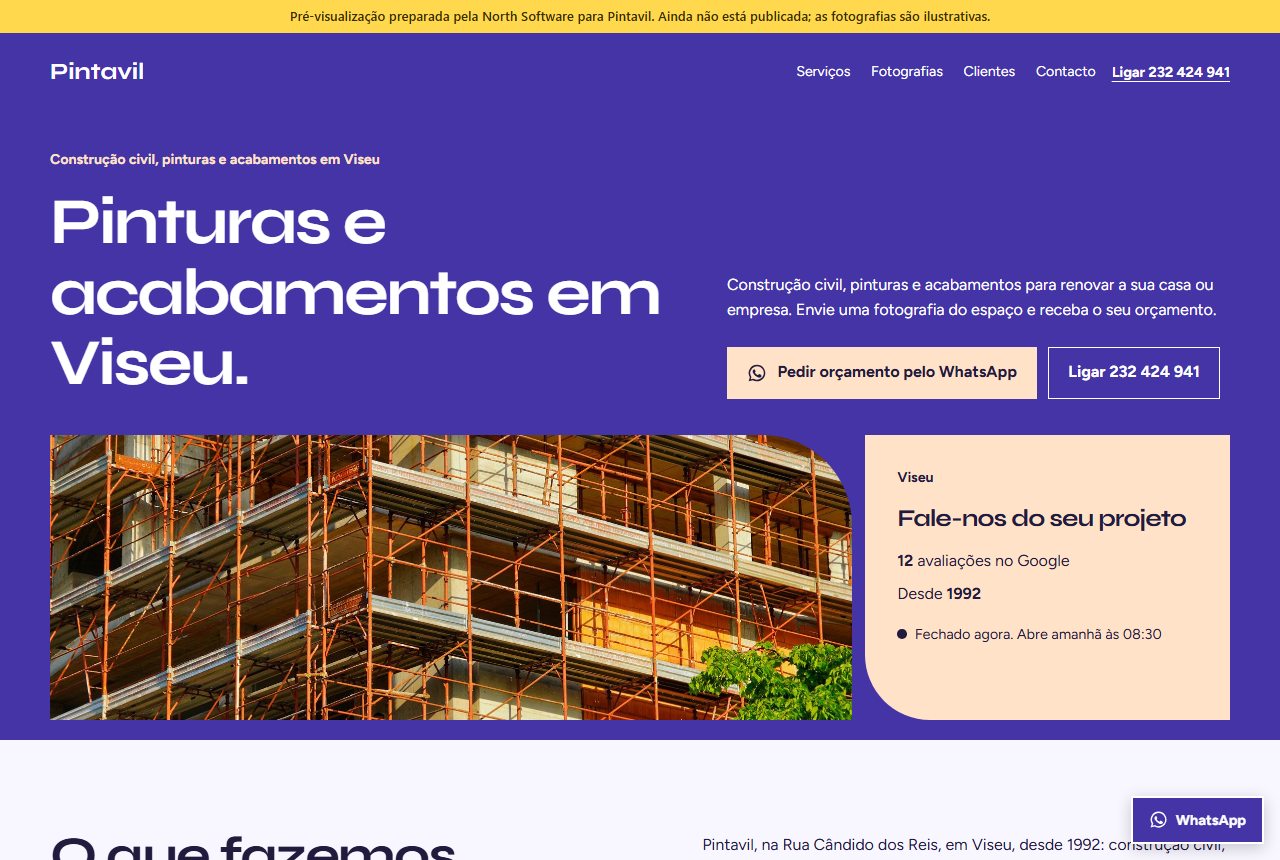 Pré-visualização preparada pela North Software para Pintavil. Ainda não está publicada; as fotografias são ilustrativas.
Pintavil
Serviços
Fotografias
Clientes
Contacto
Ligar 232 424 941
Construção civil, pinturas e acabamentos em Viseu
Pinturas e
acabamentos em
Viseu.
Construção civil, pinturas e acabamentos para renovar a sua casa ou
empresa. Envie uma fotografia do espaço e receba o seu orçamento.
Pedir orçamento pelo WhatsApp
Ligar 232 424 941
Viseu
Fale-nos do seu projeto
12 avaliações no Google
Desde 1992
Fechado agora. Abre amanhã às 08:30
O que fazemos
Pintavil, na Rua Cândido dos Reis, em Viseu, desde 1992: construção civil,
WhatsApp